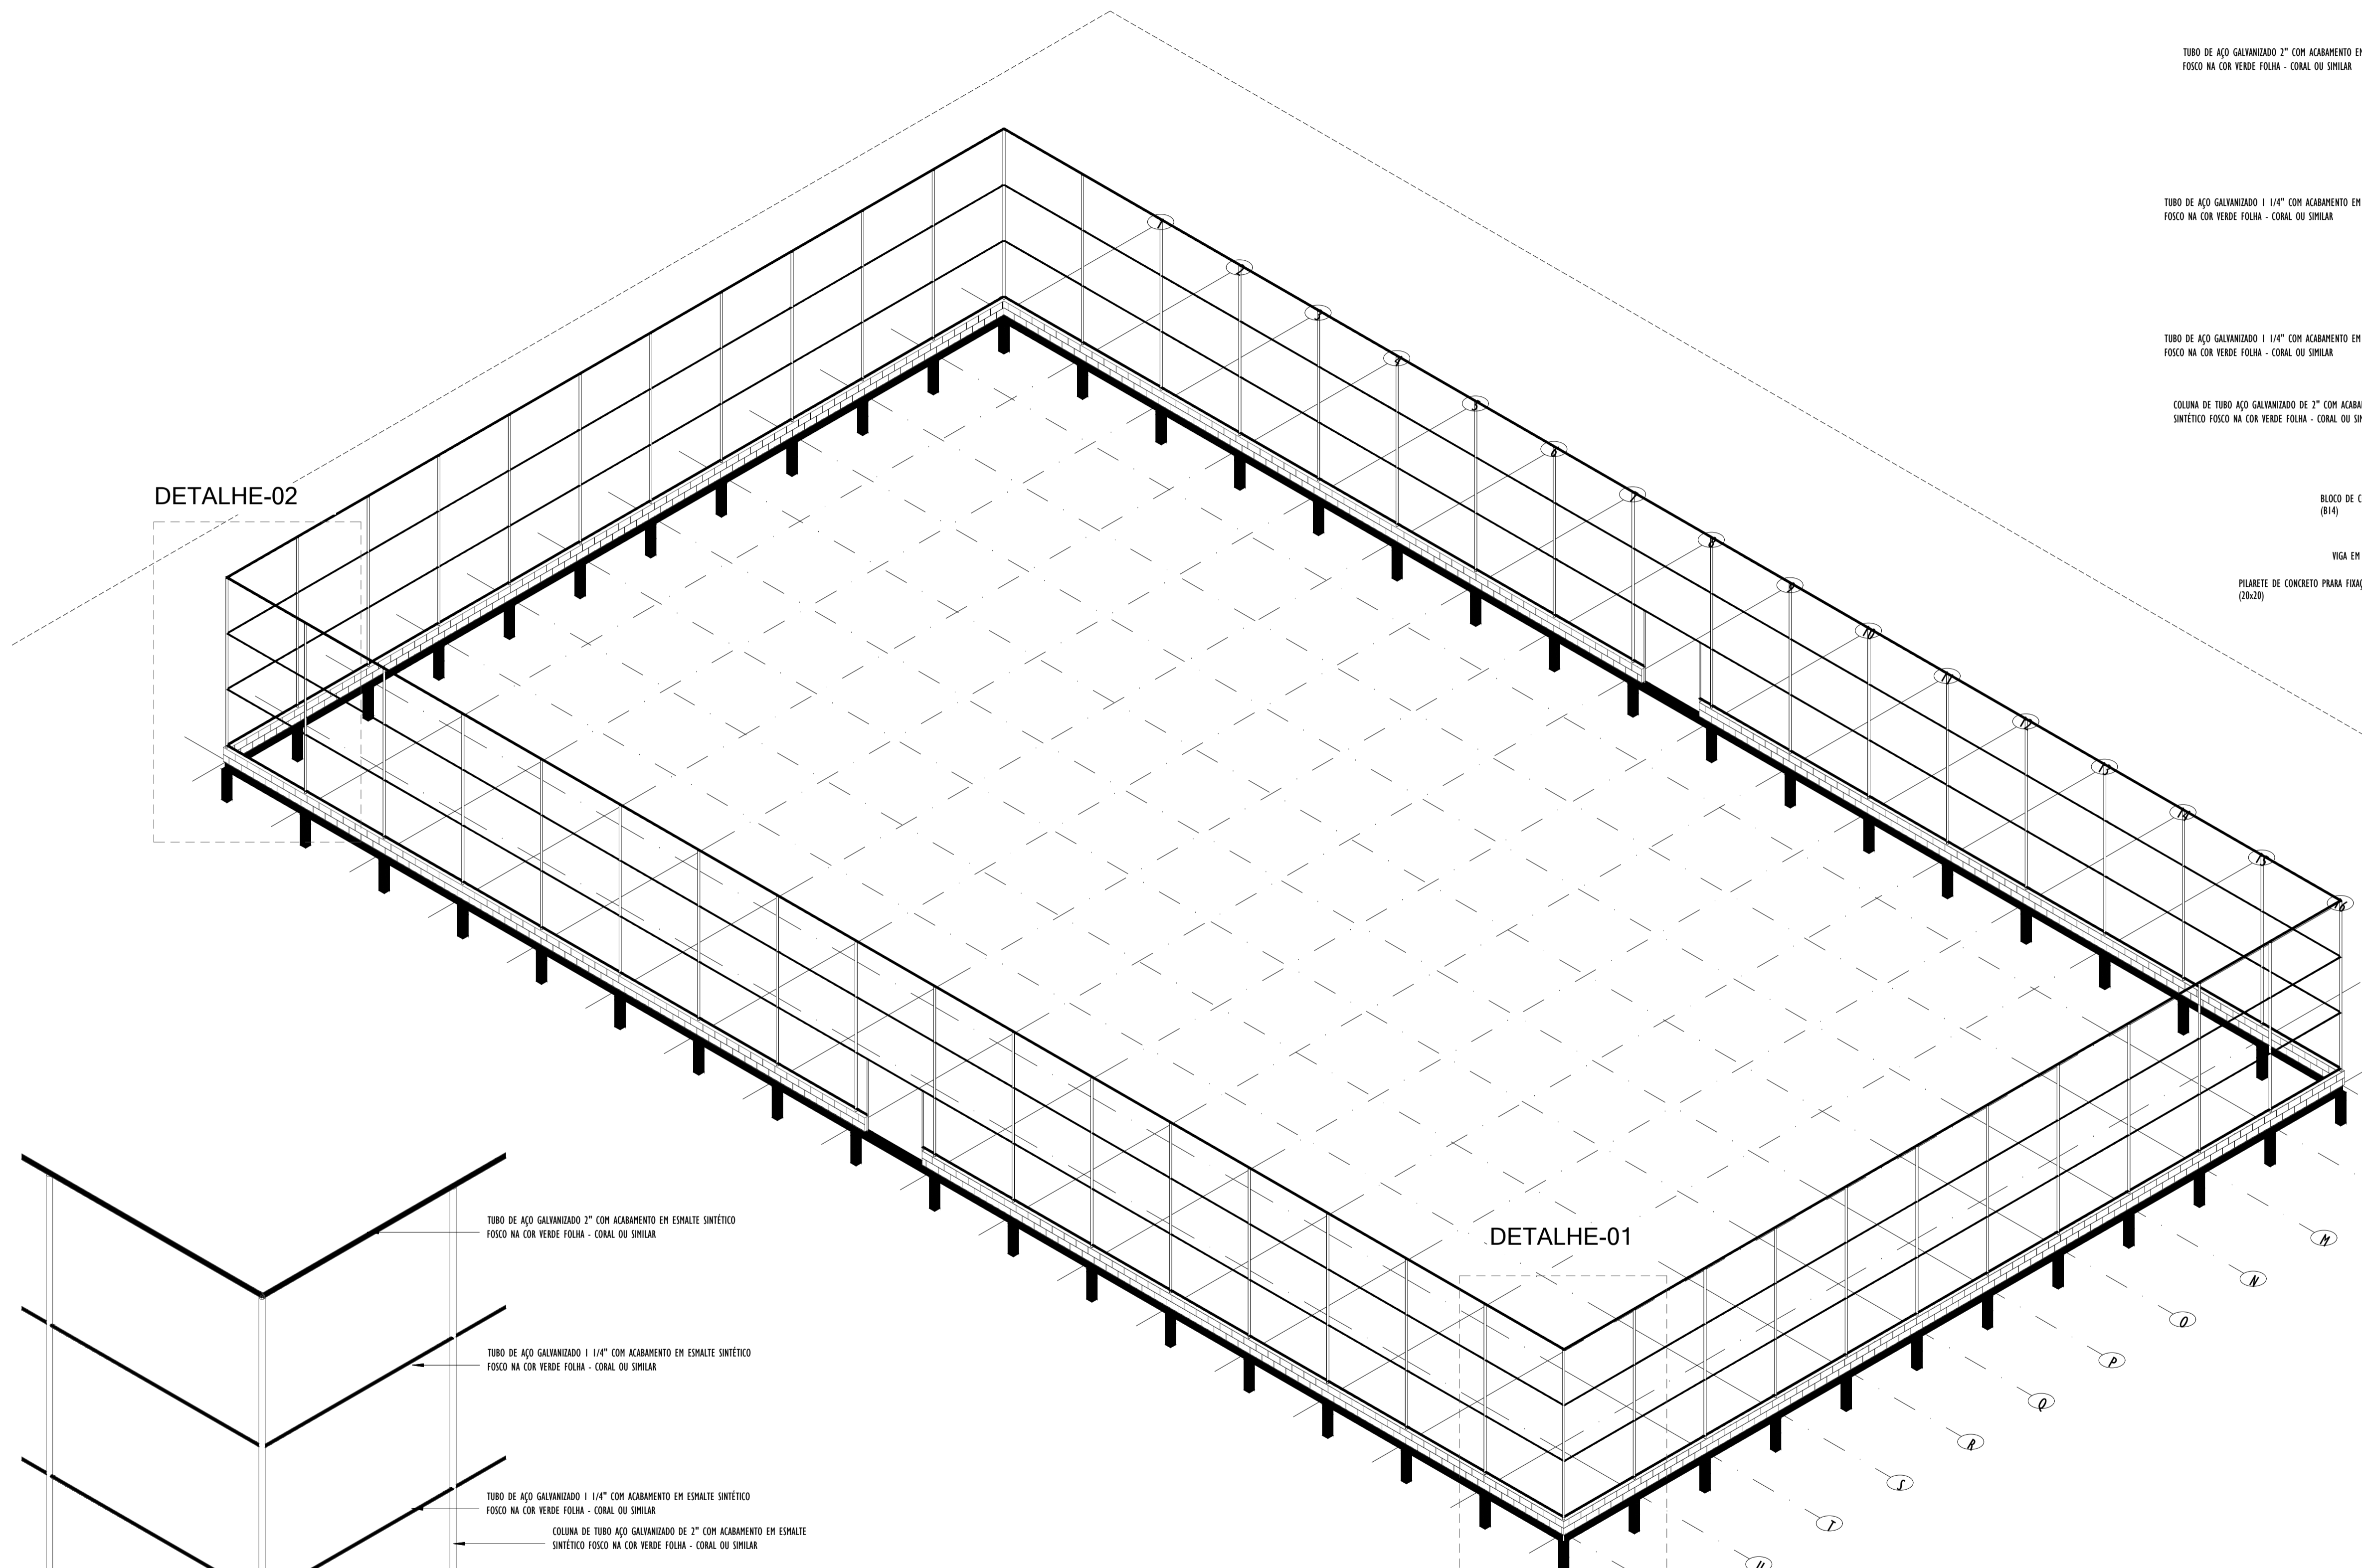 TUBO DE AÇO GALVANIZADO 2" COM ACABAMENTO EM
FOSCO NA COR VERDE FOLHA - CORAL OU SIMILAR
TUBO DE AÇO GALVANIZADO 1 1/4" COM ACABAMENTO EM
FOSCO NA COR VERDE FOLHA - CORAL OU SIMILAR
TUBO DE AÇO GALVANIZADO 1 1/4" COM ACABAMENTO EM
FOSCO NA COR VERDE FOLHA - CORAL OU SIMILAR
COLUNA DE TUBO AÇO GALVANIZADO DE 2" COM
SINTÉTICO FOSCO NA COR VERDE FOLHA - CORAL OU
BLOCO DE
(B14)
VIGA EM
PILARETE DE CONCRETO PRARA
(20x20)
1
2
3
4
5
6
7
8
9
10
11
12
13
14
15
16
DETALHE-02
DETALHE-01
M
N
O
P
Q
R
S
T
U
TUBO DE AÇO GALVANIZADO 2" COM ACABAMENTO EM ESMALTE SINTÉTICO
FOSCO NA COR VERDE FOLHA - CORAL OU SIMILAR
TUBO DE AÇO GALVANIZADO 1 1/4" COM ACABAMENTO EM ESMALTE SINTÉTICO
FOSCO NA COR VERDE FOLHA - CORAL OU SIMILAR
TUBO DE AÇO GALVANIZADO 1 1/4" COM ACABAMENTO EM ESMALTE SINTÉTICO
FOSCO NA COR VERDE FOLHA - CORAL OU SIMILAR
COLUNA DE TUBO AÇO GALVANIZADO DE 2" COM ACABAMENTO EM ESMALTE
SINTÉTICO FOSCO NA COR VERDE FOLHA - CORAL OU SIMILAR